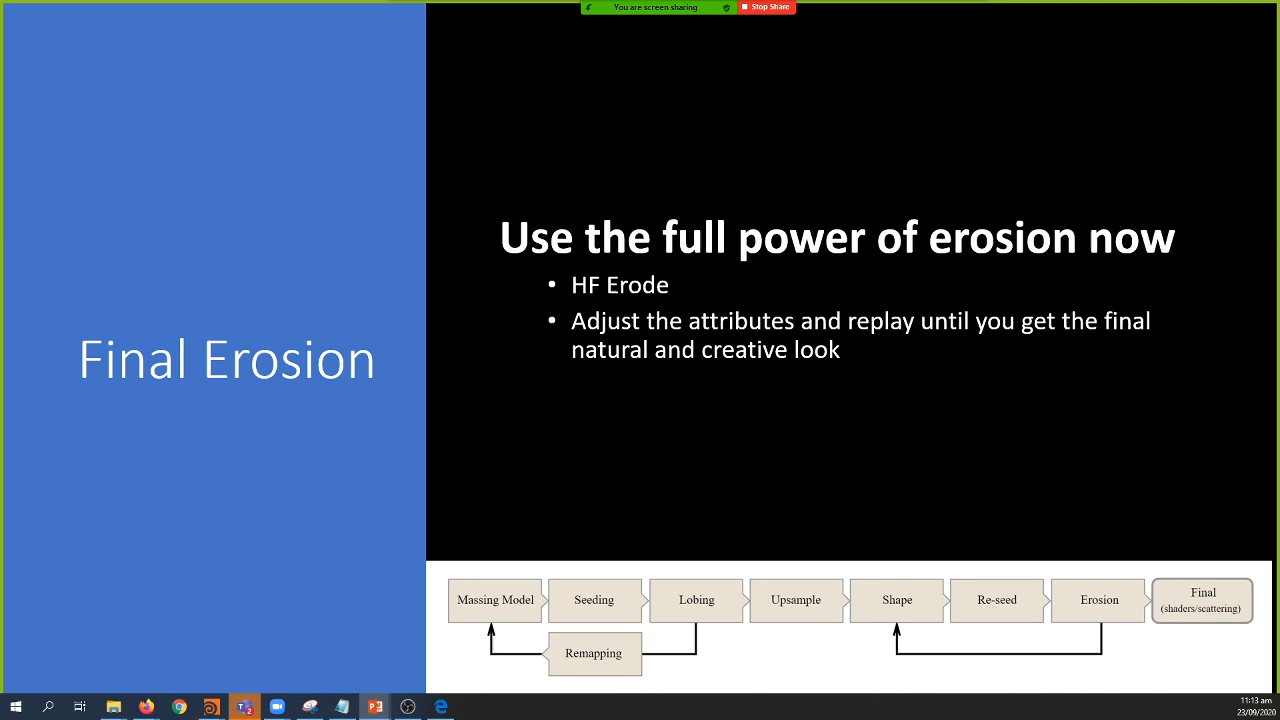 You are screen sharing
Stop Share
Final Erosion
Use the full power of erosion now
• HF Erode
• Adjust the attributes and replay until you get the final
natural and creative look
Massing Model
Seeding
Lobing
Upsample
Shape
Re-seed
Erosion
Final
(shaders/scattering)
Remapping
11:13 am
23/09/2020